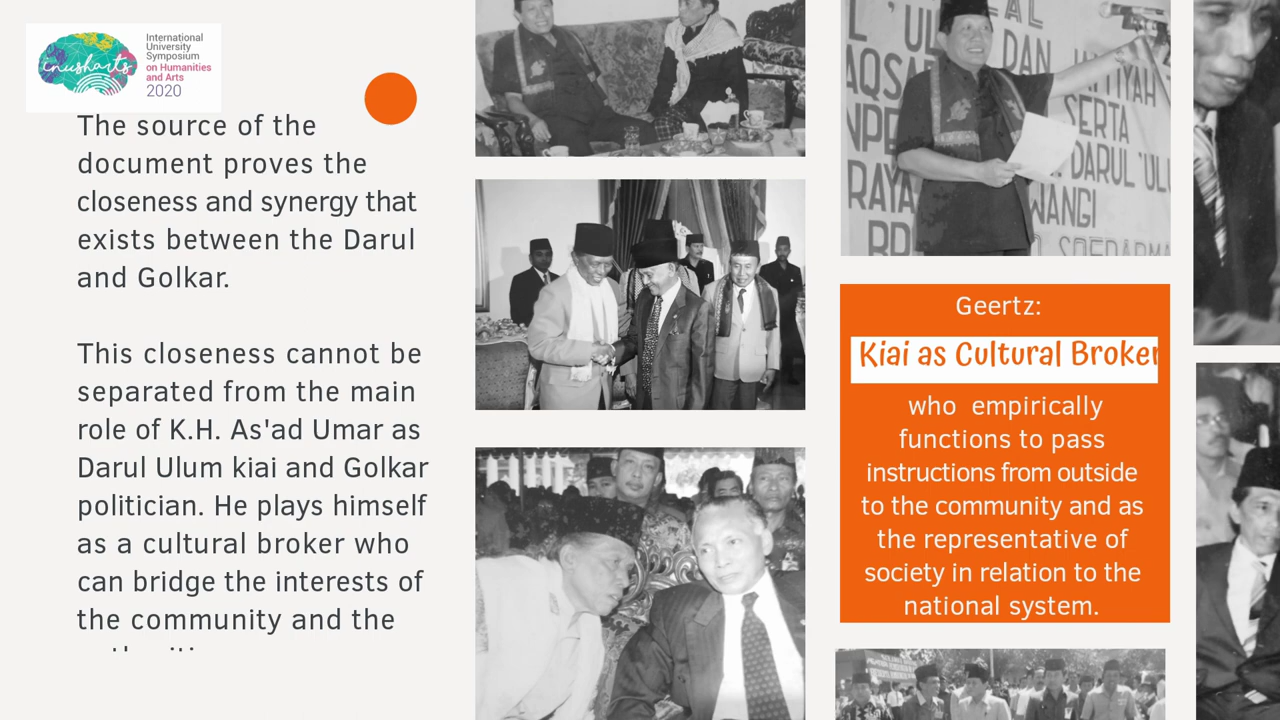 inusharts
International
University
Symposium
on Humanities
and Arts
2020
The source of the
document proves the
closeness and synergy that
exists between the Darul
and Golkar.
This closeness cannot be
separated from the main
role of K.H. As'ad Umar as
Darul Ulum kiai and Golkar
politician. He plays himself
as a cultural broker who
can bridge the interests of
the community and the
DAN
SERTA
DARUL 'UL
WANGI
SOEDARMA
Geertz:
Kiai as Cultural Broker
who empirically
functions to pass
instructions from outside
to the community and as
the representative of
society in relation to the
national system.